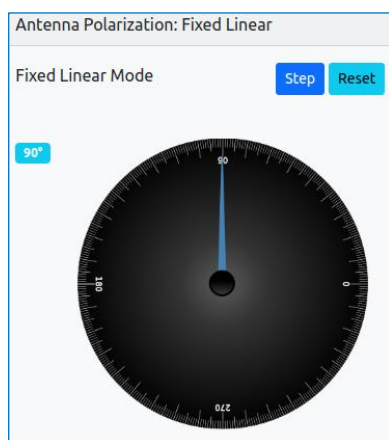 Antenna Polarization: Fixed Linear
Fixed Linear Mode
Step
Reset
90°
90
180
0
270